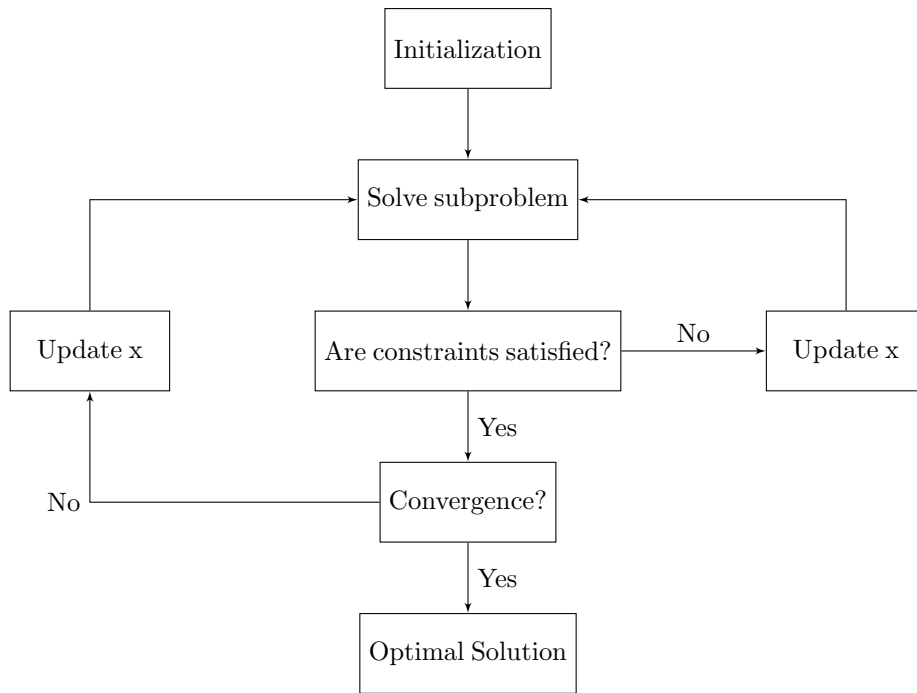 Initialization
Solve subproblem
Update x
Are constraints satisfied?
No
Update x
Yes
No
Convergence?
Yes
Optimal Solution